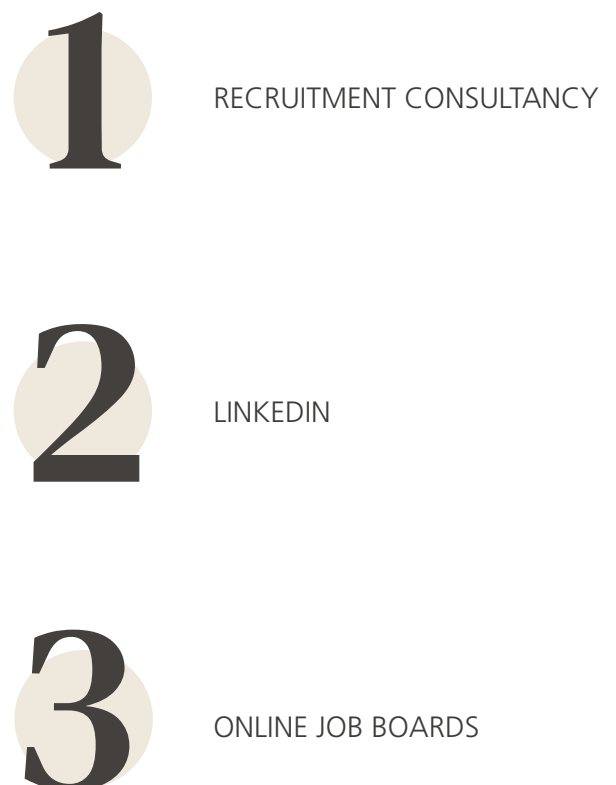 1
RECRUITMENT CONSULTANCY
2
LINKEDIN
3
ONLINE JOB BOARDS